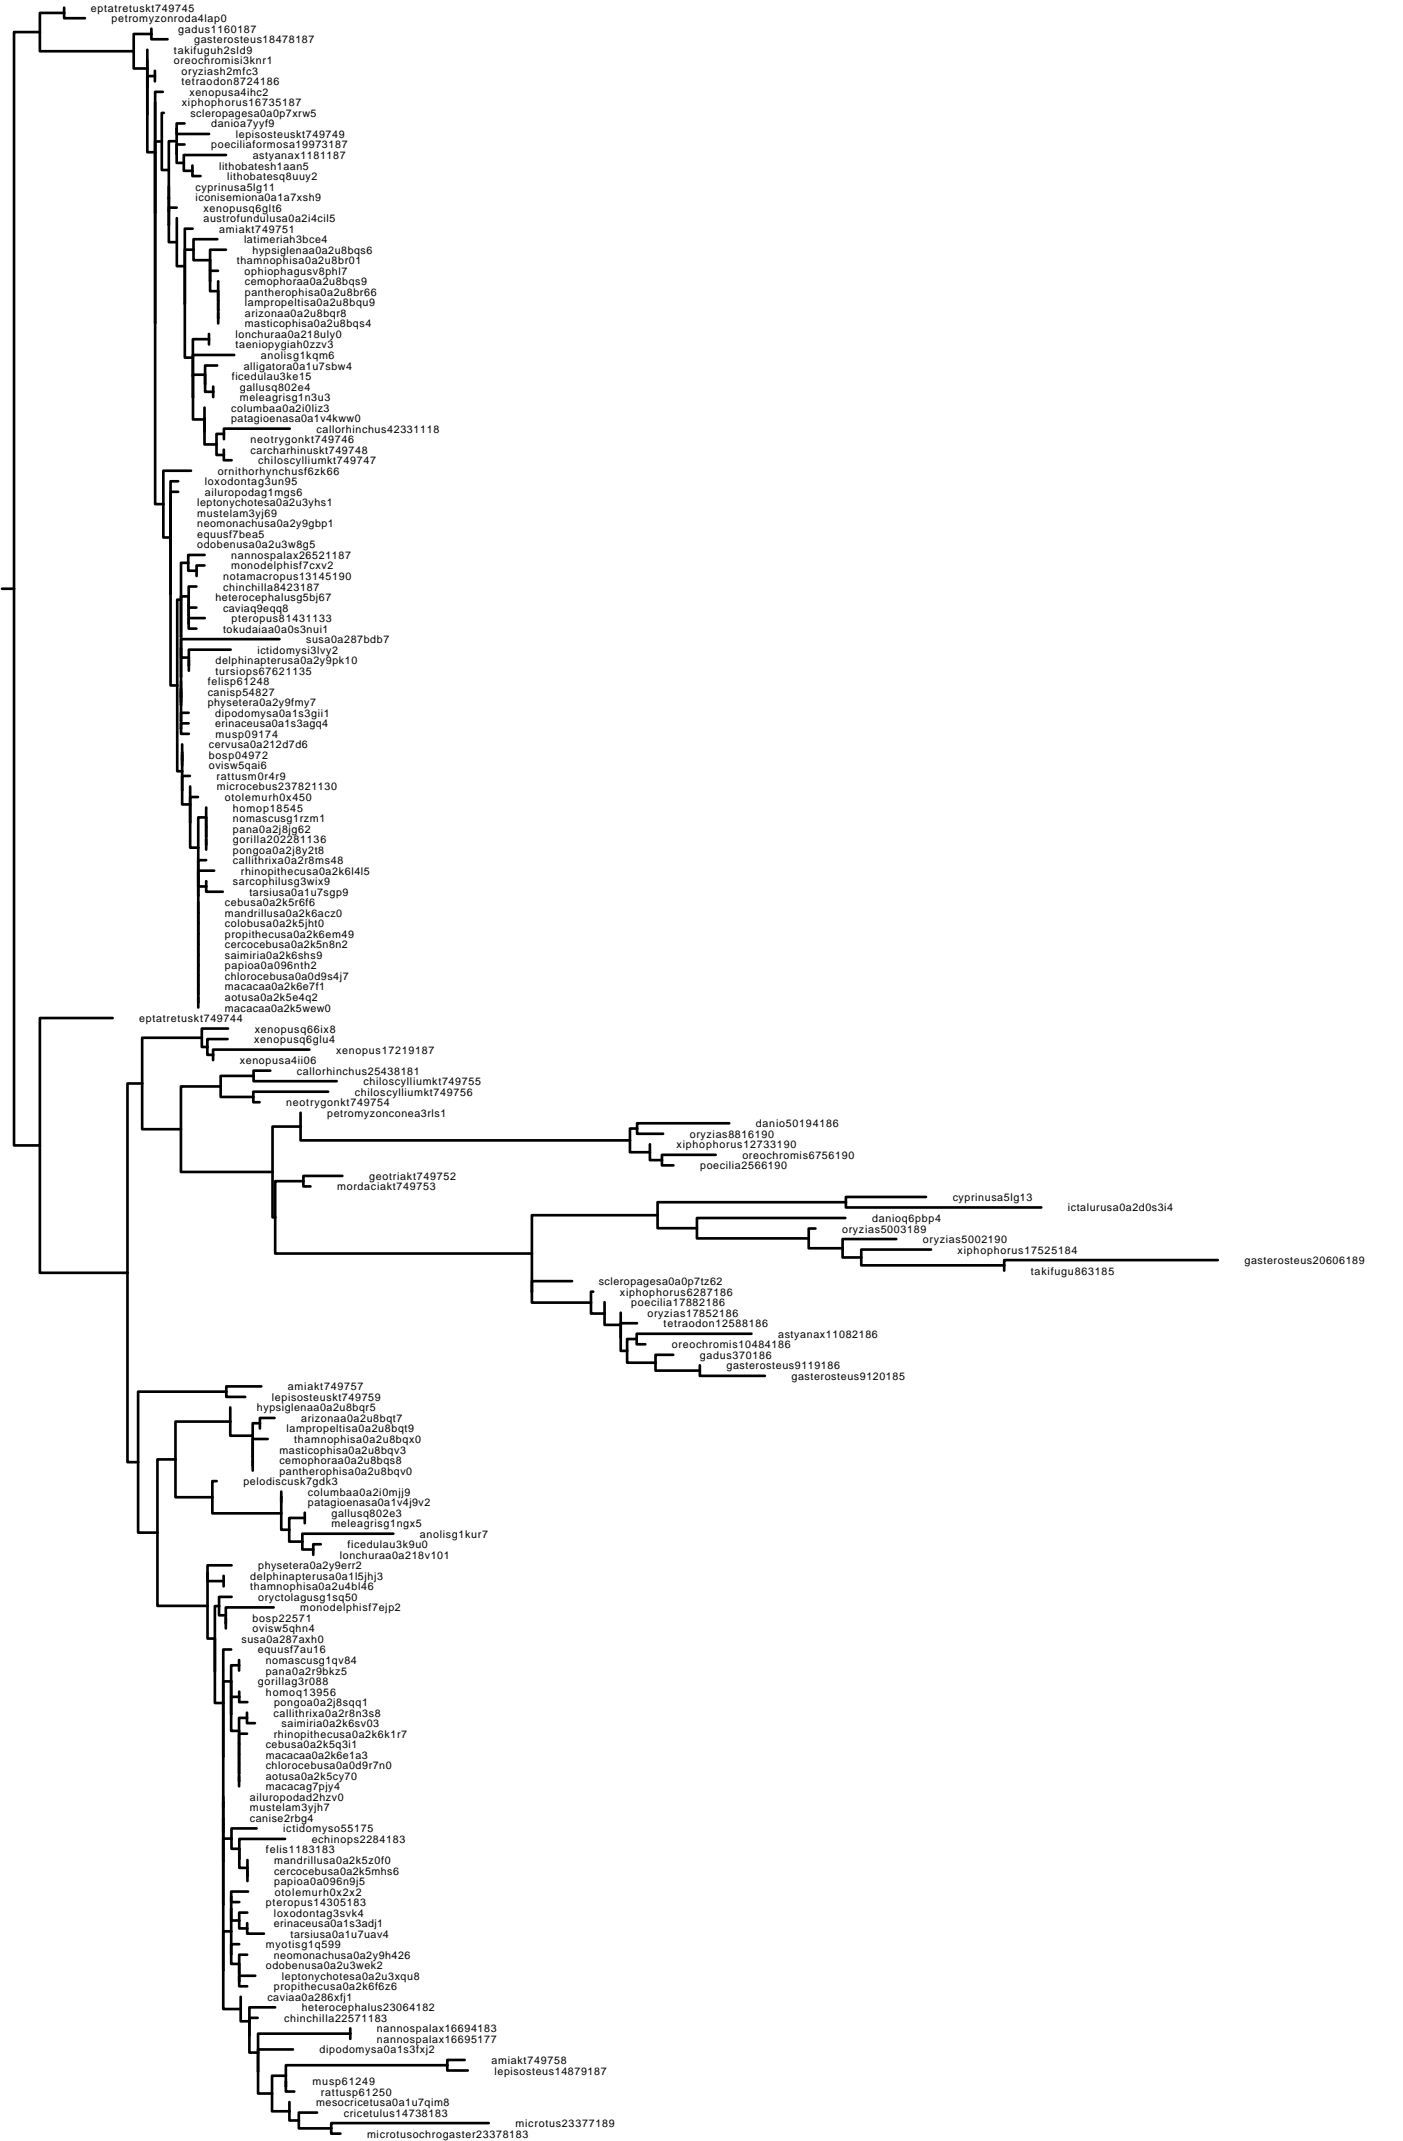 eptatretuskt749745
petromyzonroda4lap0
gadus1160187
gasterosteus18478187
takifuguh2sld9
oreochromisi3knr1
oryziash2mfc3
tetraodon8724186
xenopusa4ihc2
xiphophorus16735187
scleropagesa0a0p7xrw5
danioa7yyf9
lepisosteuskt749749
poeciliaformosa19973187
astyanax1181187
lithobatesh1aan5
lithobatesq8uuy2
cyprinusa5lg11
iconisemiona0a1a7xsh9
xenopusq6glt6
austrofundulusa0a2i4cil5
amiakt749751
latimeriah3bce4
hypsiglenaa0a2u8bqs6
thamnophisa0a2u8br01
ophiophagusv8phl7
cemophoraa0a2u8bqs9
pantherophisa0a2u8br66
lampropeltisa0a2u8bqu9
arizonaa0a2u8bqr8
masticophisa0a2u8bqs4
lonchuraa0a218uly0
taeniopygiah0zzv3
anolisg1kqm6
alligatora0a1u7sbw4
ficedulau3ke15
gallusq802e4
meleagrisg1n3u3
columbaa0a2i0liz3
patagioenasa0a1v4kww0
callorhinchus42331118
neotrygonkt749746
carcharhinuskt749748
chiloscylliumkt749747
ornithorhynchusf6zk66
loxodontag3un95
ailuropodag1mgs6
leptonychotesa0a2u3yhs1
mustelam3yj69
neomonachusa0a2y9gbp1
equusf7bea5
odobenusa0a2u3w8g5
nannospalax26521187
monodelphisf7cxv2
notamacropus13145190
chinchilla8423187
heterocephalusg5bj67
caviaq9eqq8
pteropus81431133
tokudaiaa0a0s3nui1
susa0a287bdb7
ictidomysi3lvy2
delphinapterusa0a2y9pk10
tursiops67621135
felisp61248
canisp54827
physetera0a2y9fmy7
dipodomysa0a1s3gii1
erinaceusa0a1s3agq4
musp09174
cervusa0a212d7d6
bosp04972
ovisw5qai6
rattusm0r4r9
microcebus237821130
otolemurh0x450
homop18545
nomascusg1rzm1
pana0a2j8jg62
gorilla202281136
pongoa0a2j8y2t8
callithrixa0a2r8ms48
rhinopithecusa0a2k6l4l5
sarcophilusg3wix9
tarsiusa0a1u7sgp9
cebusa0a2k5r6f6
mandrillusa0a2k6acz0
colobusa0a2k5jht0
propithecusa0a2k6em49
cercocebusa0a2k5n8n2
saimiria0a2k6shs9
papioa0a096nth2
chlorocebusa0a0d9s4j7
macacaa0a2k6e7f1
aotusa0a2k5e4q2
macacaa0a2k5wew0
eptatretuskt749744
xenopusq66ix8
xenopusq6glu4
xenopus17219187
xenopusa4ii06
callorhinchus25438181
chiloscylliumkt749755
chiloscylliumkt749756
neotrygonkt749754
petromyzonconea3rls1
danio50194186
oryzias8816190
xiphophorus12733190
oreochromis6756190
poecilia2566190
geotriakt749752
mordaciakt749753
cyprinusa5lg13
ictalurusa0a2d0s3i4
danioq6pbp4
oryzias5003189
oryzias5002190
xiphophorus17525184
gasterosteus20606189
takifugu863185
scleropagesa0a0p7tz62
xiphophorus6287186
poecilia17882186
oryzias17852186
tetraodon12588186
astyanax11082186
oreochromis10484186
gadus370186
gasterosteus9119186
gasterosteus9120185
amiakt749757
lepisosteuskt749759
hypsiglenaa0a2u8bqr5
arizonaa0a2u8bqt7
lampropeltisa0a2u8bqt9
thamnophisa0a2u8bqx0
masticophisa0a2u8bqv3
cemophoraa0a2u8bqs8
pantherophisa0a2u8bqv0
pelodiscusk7gdk3
columbaa0a2i0mjj9
patagioenasa0a1v4j9v2
gallusq802e3
meleagrisg1ngx5
anolisg1kur7
ficedulau3k9u0
lonchuraa0a218v101
physetera0a2y9err2
delphinapterusa0a1l5jhj3
thamnophisa0a2u4bl46
oryctolagusg1sq50
monodelphisf7ejp2
bosp22571
ovisw5qhn4
susa0a287axh0
equusf7au16
nomascusg1qv84
pana0a2r9bkz5
gorillag3r088
homoq13956
pongoa0a2j8sqq1
callithrixa0a2r8n3s8
saimiria0a2k6sv03
rhinopithecusa0a2k6k1r7
cebusa0a2k5q3i1
macacaa0a2k6e1a3
chlorocebusa0a0d9r7n0
aotusa0a2k5cy70
macacag7pjy4
ailuropodad2hzv0
mustelam3yjh7
canise2rbg4
ictidomyso55175
echinops2284183
felis1183183
mandrillusa0a2k5z0f0
cercocebusa0a2k5mhs6
papioa0a096n9j5
otolemurh0x2x2
pteropus14305183
loxodontag3svk4
erinaceusa0a1s3adj1
tarsiusa0a1u7uav4
myotisg1q599
neomonachusa0a2y9h426
odobenusa0a2u3wek2
leptonychotesa0a2u3xqu8
propithecusa0a2k6f6z6
caviaa0a286xfj1
heterocephalus23064182
chinchilla22571183
nannospalax16694183
nannospalax16695177
dipodomysa0a1s3fxj2
amiakt749758
lepisosteus14879187
musp61249
rattusp61250
mesocricetusa0a1u7qim8
cricetulus14738183
microtus23377189
microtusochrogaster23378183